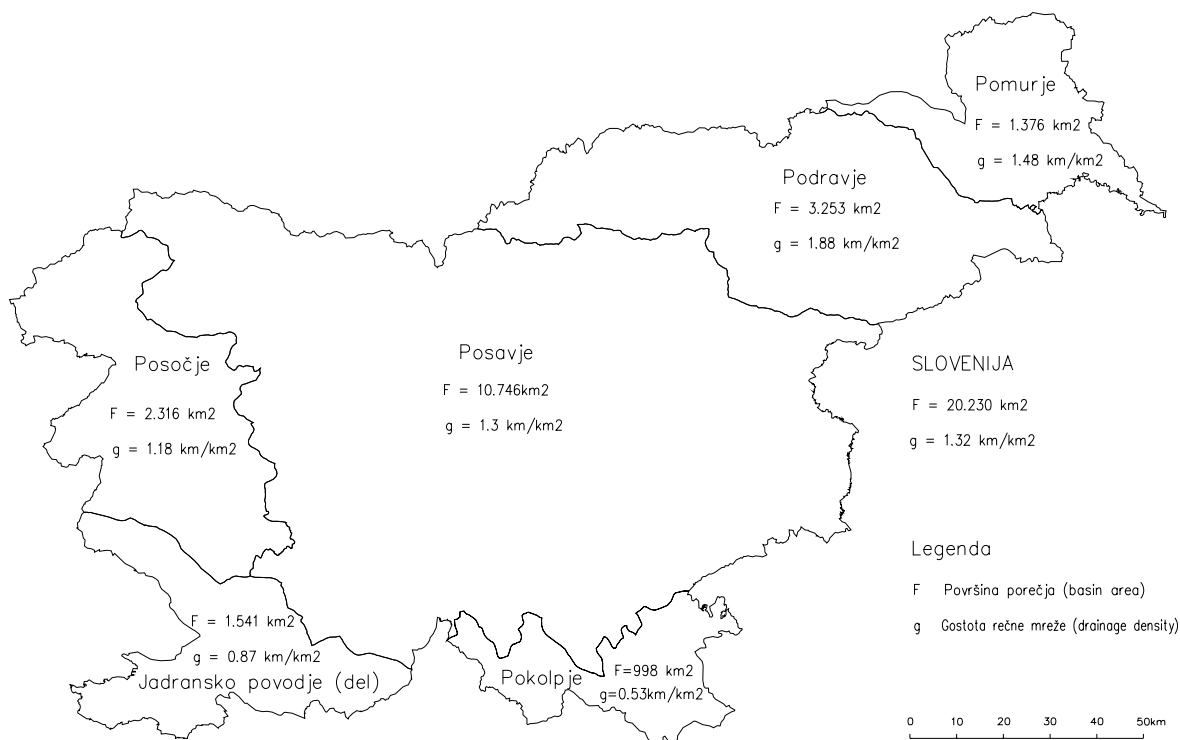 Pomurje
F = 1.376 km2
g = 1.48 km/km2
Podravje
F = 3.253 km2
g = 1.88 km/km2
Posavje
F = 10.746km2
g = 1.3 km/km2
Posočje
F = 2.316 km2
g = 1.18 km/km2
SLOVENIJA
F = 20.230 km2
g = 1.32 km/km2
Legenda
F Površina porečja (basin area)
g Gostota rečne mreže (drainage density)
F = 1.541 km2
g = 0.87 km/km2
Jadransko povodje (del)
Pokolpje
F=998 km2
g=0.53km/km2
0 10 20 30 40 50km